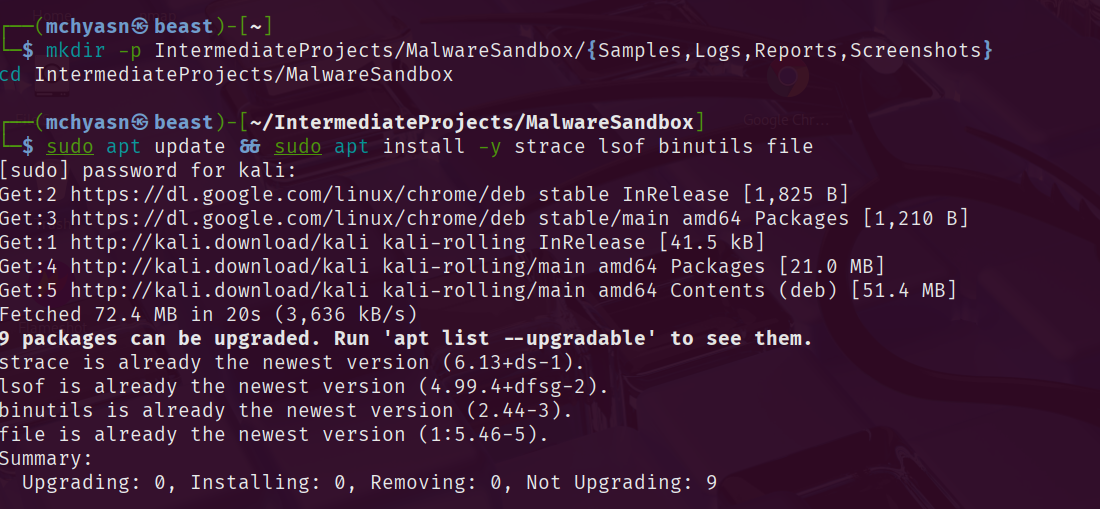 ┌──(mchyasn㉿beast)-[~]
└─$ mkdir -p IntermediateProjects/MalwareSandbox/{Samples,Logs,Reports,Screenshots}
cd IntermediateProjects/MalwareSandbox
┌──(mchyasn㉿beast)-[~/IntermediateProjects/MalwareSandbox]
└─$ sudo apt update && sudo apt install -y strace lsof binutils file
[sudo] password for kali:
Get:2 https://dl.google.com/linux/chrome/deb stable InRelease [1,825 B]
Get:3 https://dl.google.com/linux/chrome/deb stable/main amd64 Packages [1,210 B]
Get:1 http://kali.download/kali kali-rolling InRelease [41.5 kB]
Get:4 http://kali.download/kali kali-rolling/main amd64 Packages [21.0 MB]
Get:5 http://kali.download/kali kali-rolling/main amd64 Contents (deb) [51.4 MB]
Fetched 72.4 MB in 20s (3,636 kB/s)
9 packages can be upgraded. Run 'apt list --upgradable' to see them.
strace is already the newest version (6.13+ds-1).
lsof is already the newest version (4.99.4+dfsg-2).
binutils is already the newest version (2.44-3).
file is already the newest version (1:5.46-5).
Summary:
  Upgrading: 0, Installing: 0, Removing: 0, Not Upgrading: 9
Google Chr...